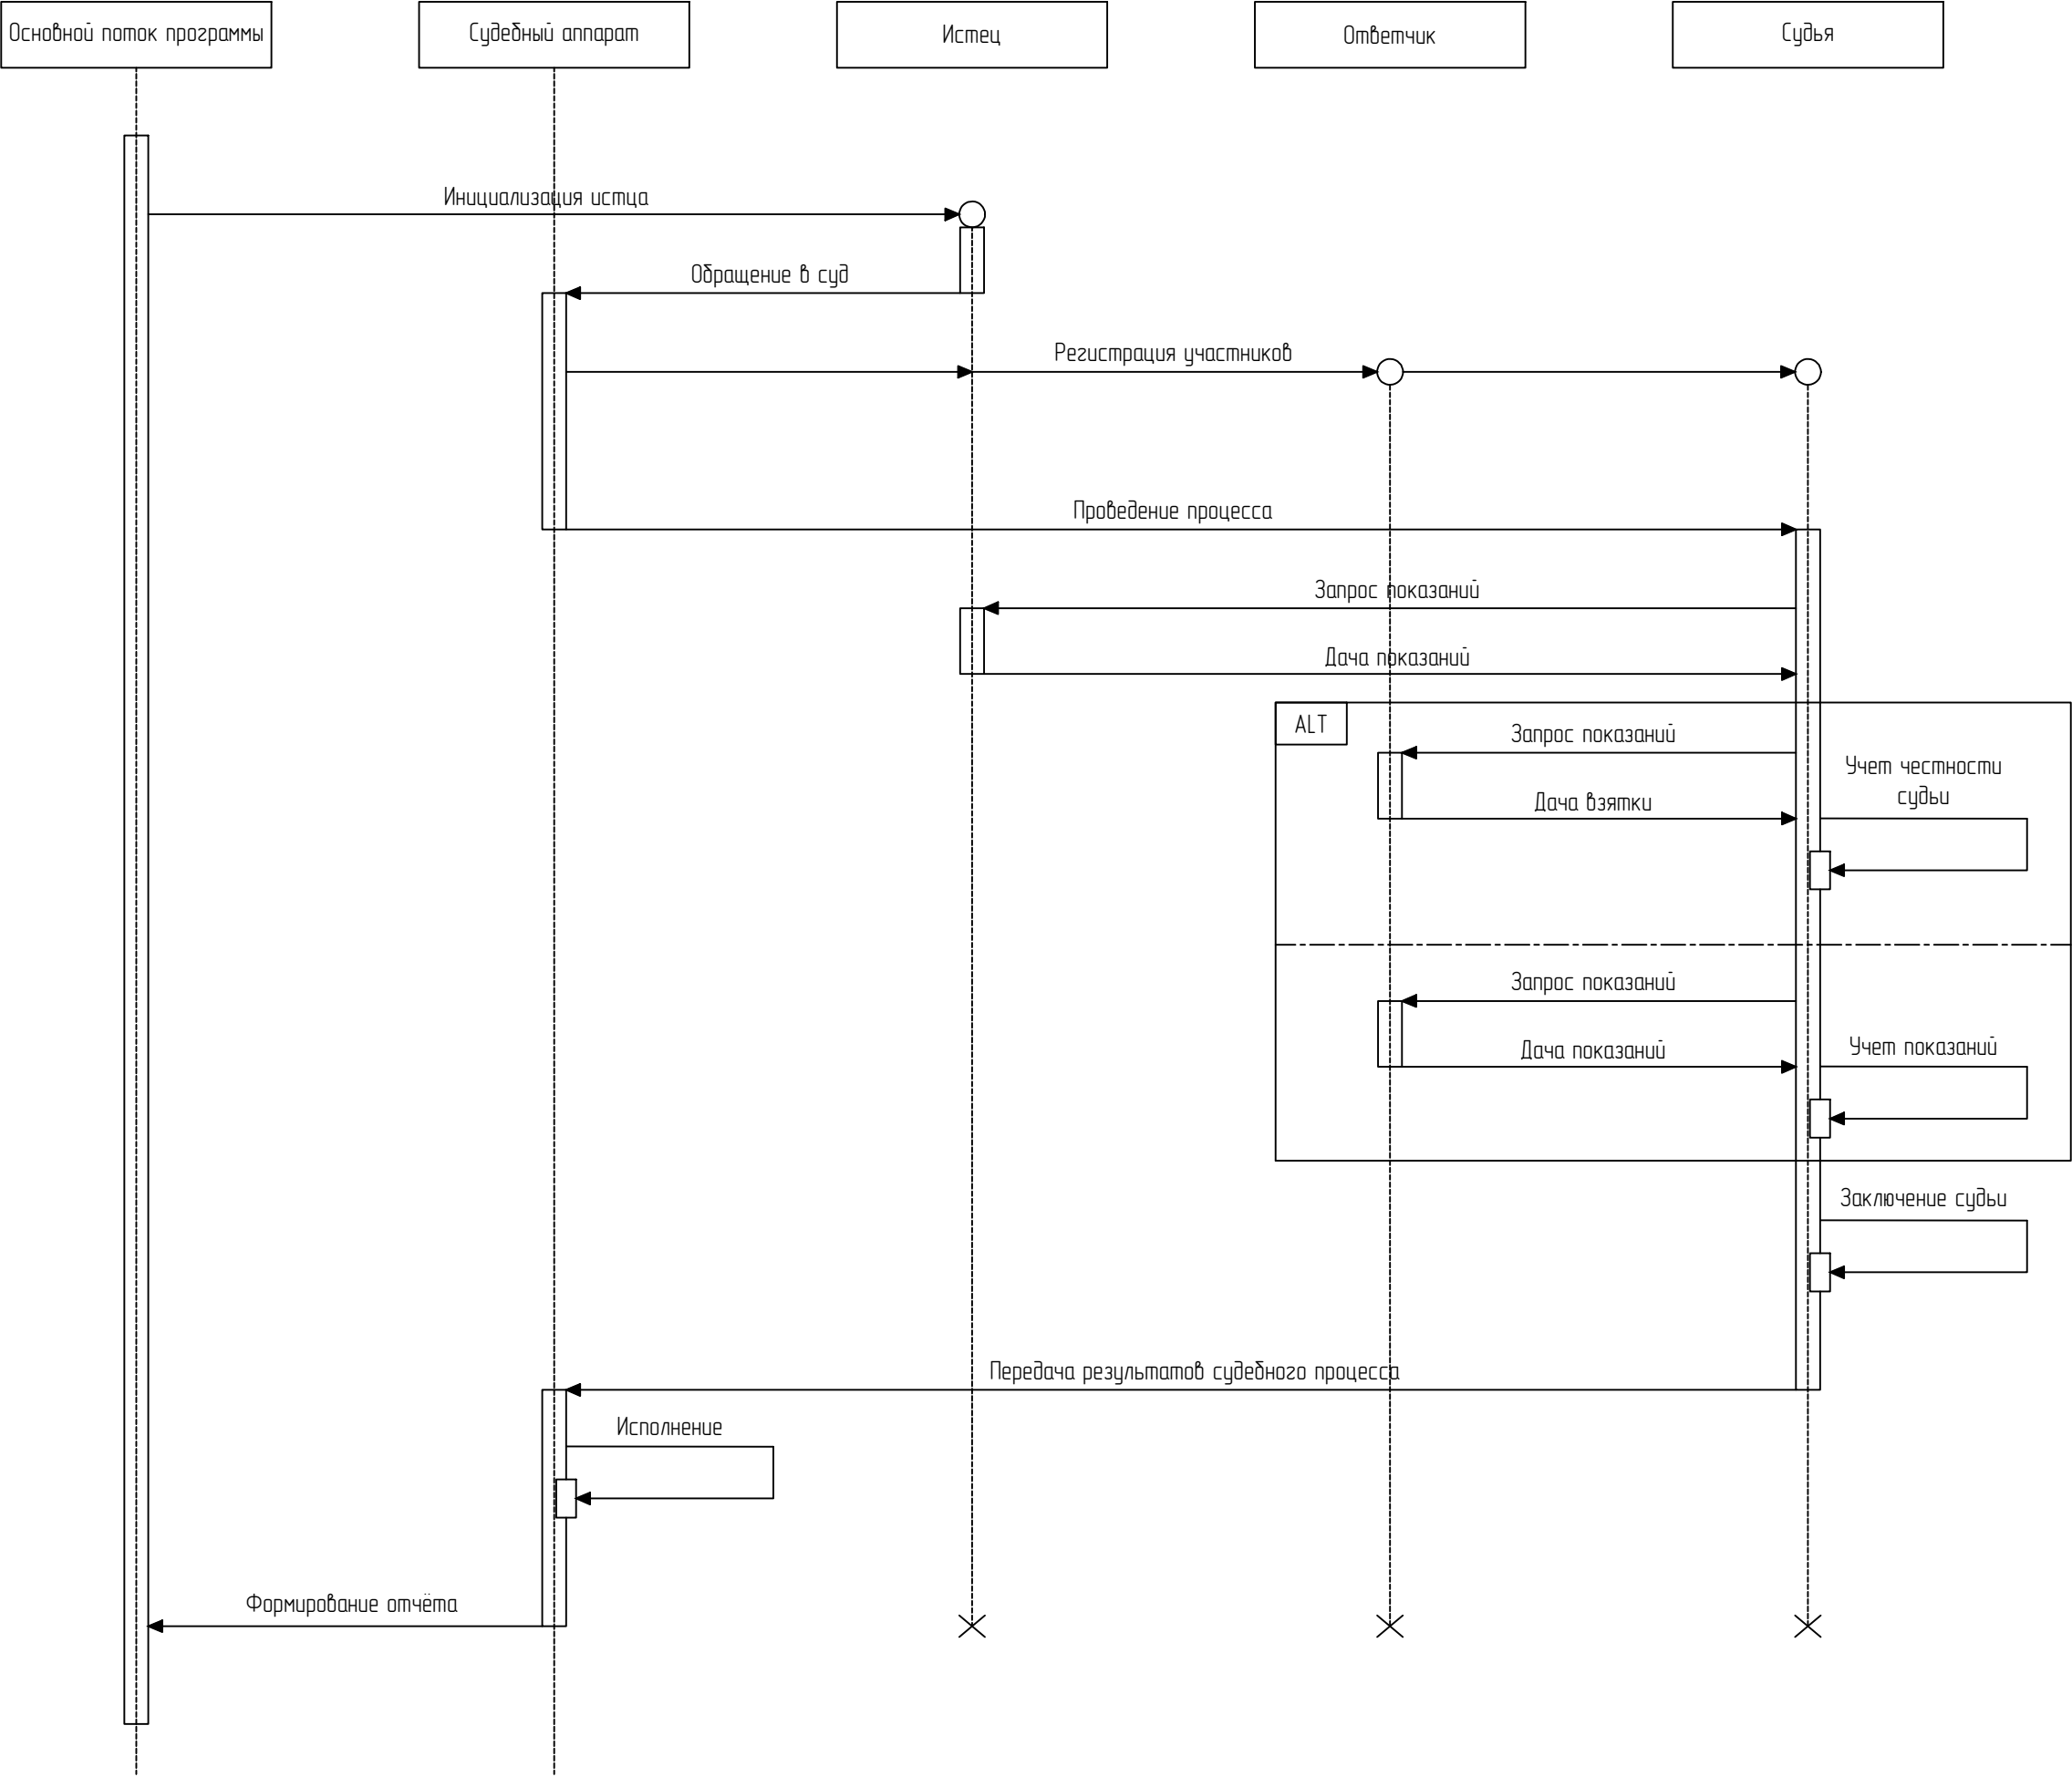 Основной поток программы
Судебный аппарат
Истец
Ответчик
Судья
Инициализация истца
Обращение в суд
Регистрация участников
Проведение процесса
Запрос показаний
Дача показаний
ALT
Запрос показаний
Учет честности
судьи
Дача взятки
Запрос показаний
Дача показаний
Учет показаний
Заключение судьи
Передача результатов судебного процесса
Исполнение
Формирование отчёта